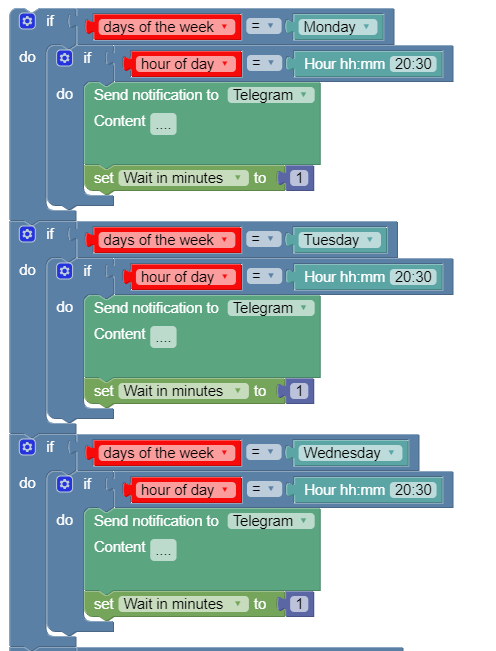 if days of the week = Monday
do if hour of day = Hour hh:mm 20:30
do Send notification to Telegram
Content ....
set Wait in minutes to 1
if days of the week = Tuesday
do if hour of day = Hour hh:mm 20:30
do Send notification to Telegram
Content ....
set Wait in minutes to 1
if days of the week = Wednesday
do if hour of day = Hour hh:mm 20:30
do Send notification to Telegram
Content ....
set Wait in minutes to 1